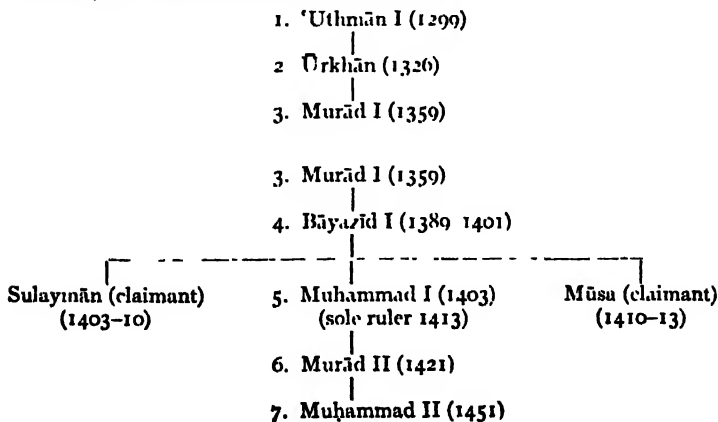 1. ‘Uthmān I (1299)
2 Ūrkhān (1326)
3. Murād I (1359)
3. Murād I (1359)
4. Bāyazīd I (1389 1401)
Sulaymān (claimant) 5. Muhammad I (1403) Mūsa (claimant)
(1403–10) (sole ruler 1413) (1410–13)
6. Murād II (1421)
7. Muḥammad II (1451)